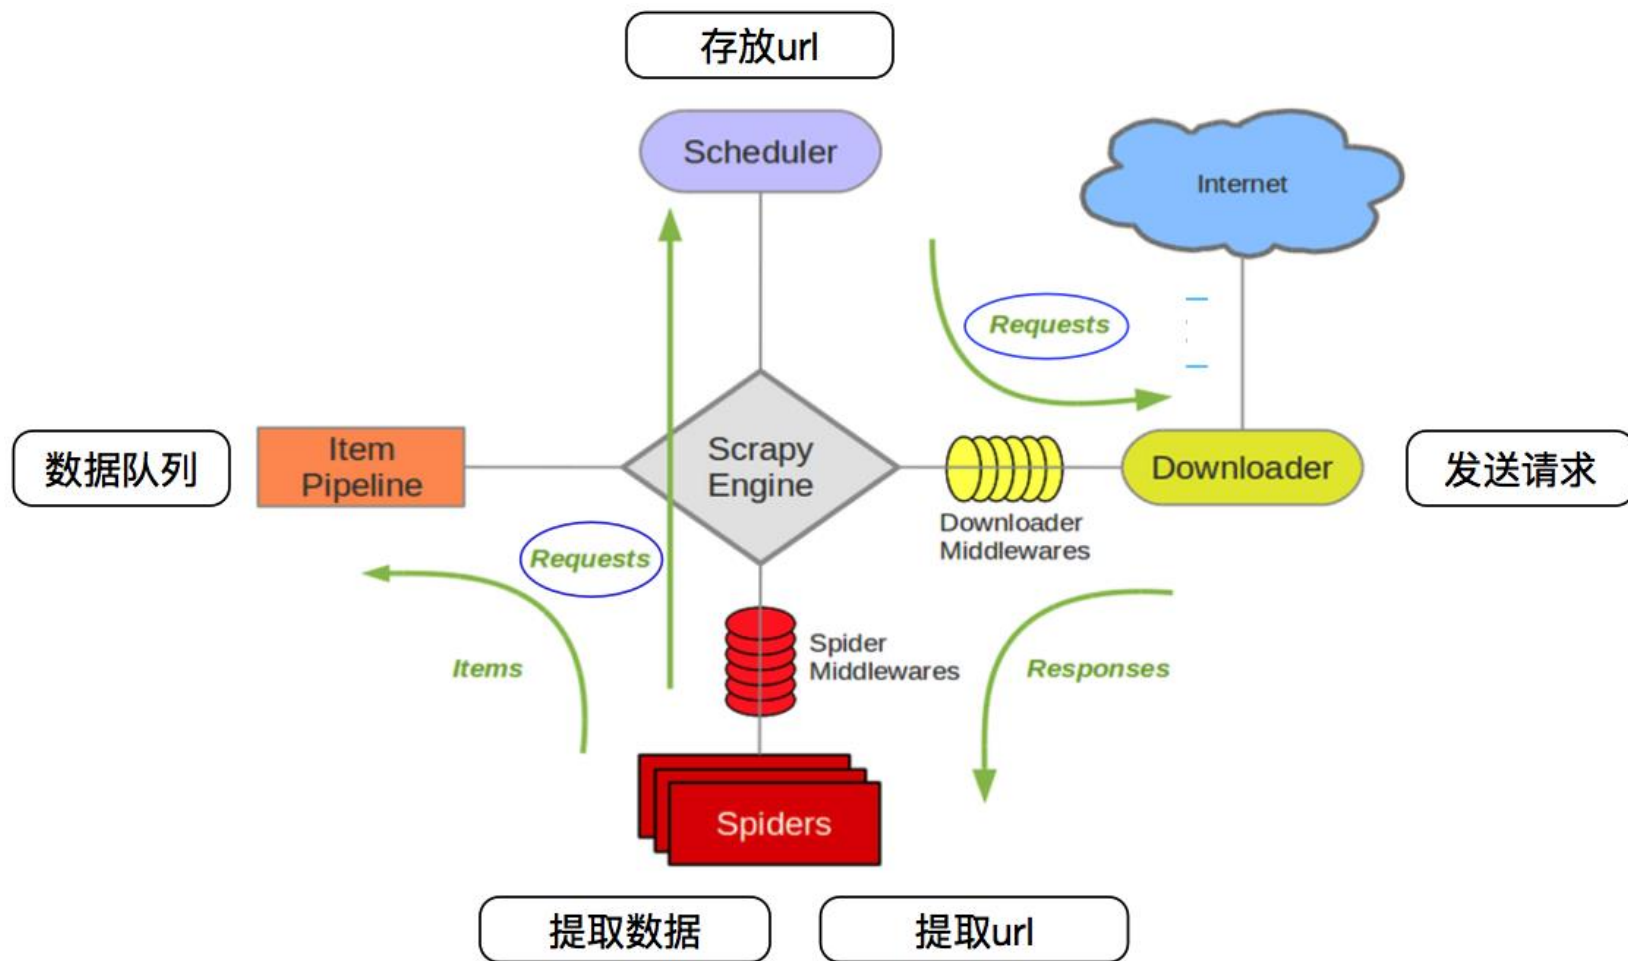 存放url
Scheduler
Internet
Requests
数据队列
Item
Pipeline
Scrapy
Engine
Downloader
发送请求
Downloader
Middlewares
Requests
Items
Spider
Middlewares
Responses
Spiders
提取数据
提取url